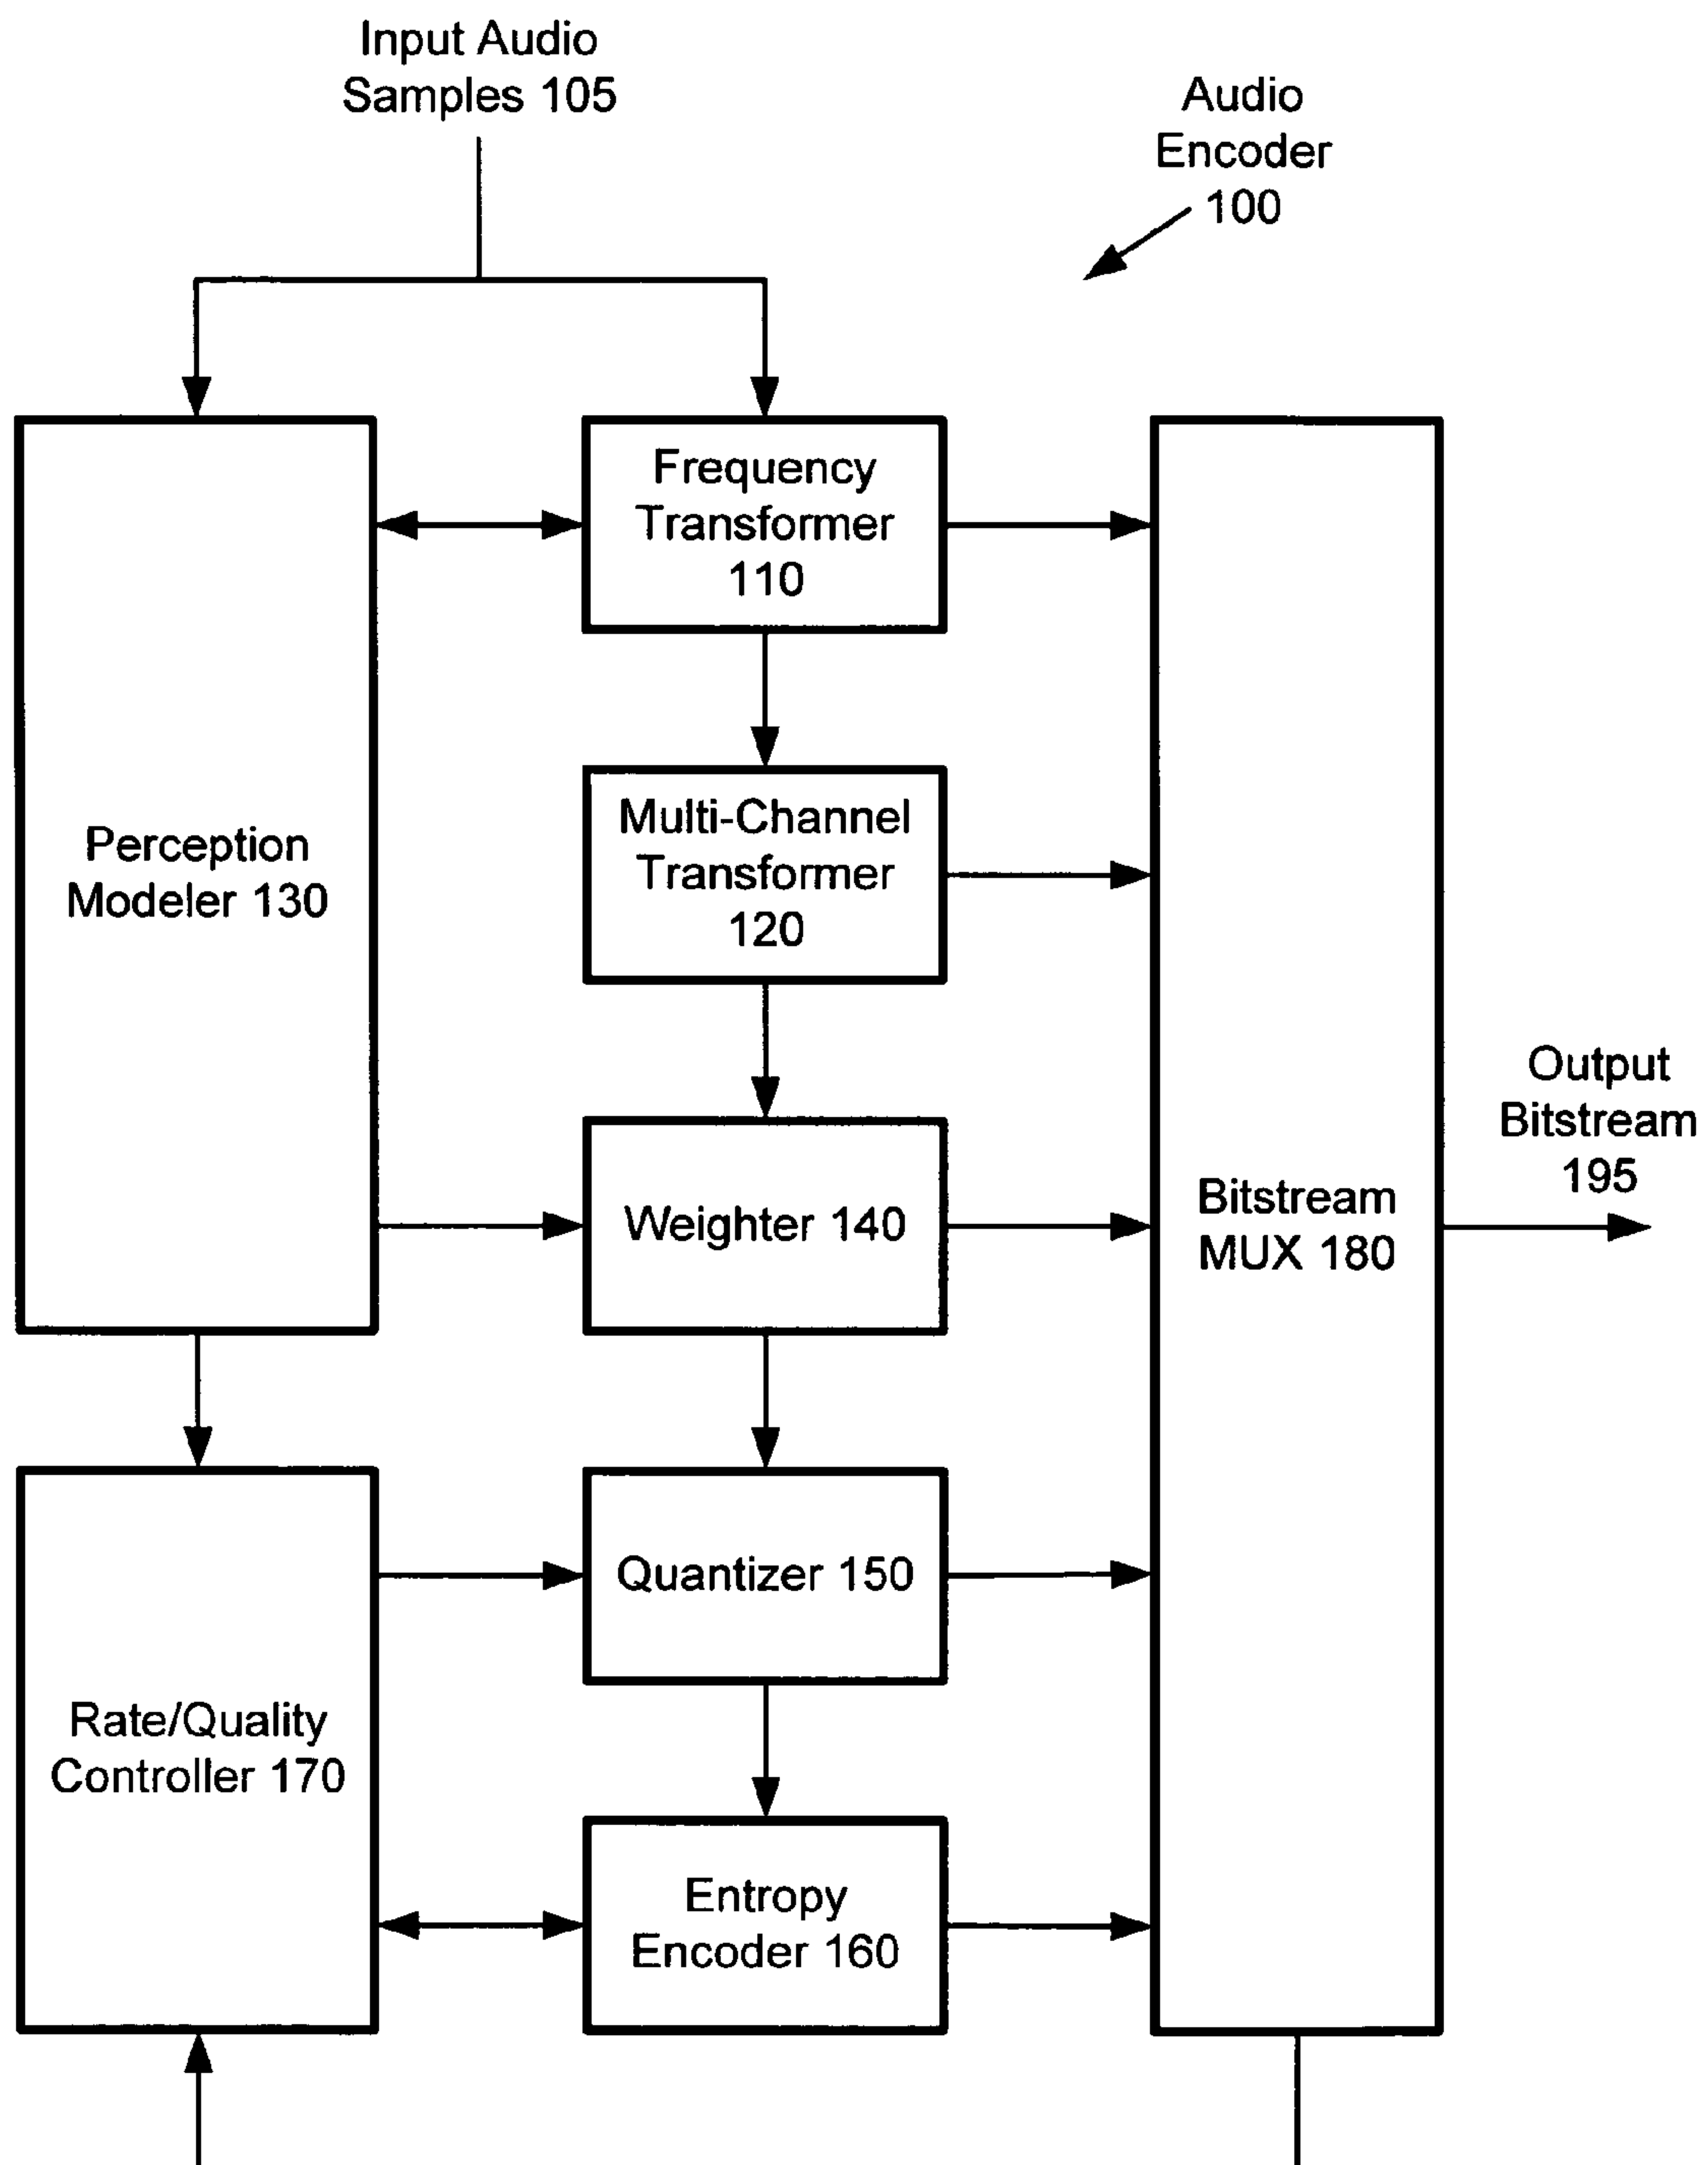 Input Audio
Samples 105
Audio
Encoder
100
Frequency
Transformer
110
Multi-Channel
Transformer
120
Perception
Modeler 130
Weighter 140
Output
Bitstream
195
Bitstream
MUX 180
Quantizer 150
Rate/Quality
Controller 170
Entropy
Encoder 160